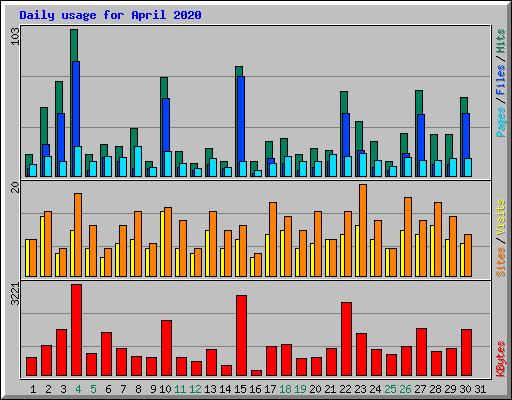 Daily usage for April 2020
103
Pages / Files / Hits
20
Sites / Visits
3221
KBytes
1 2 3 4 5 6 7 8 9 10 11 12 13 14 15 16 17 18 19 20 21 22 23 24 25 26 27 28 29 30 31